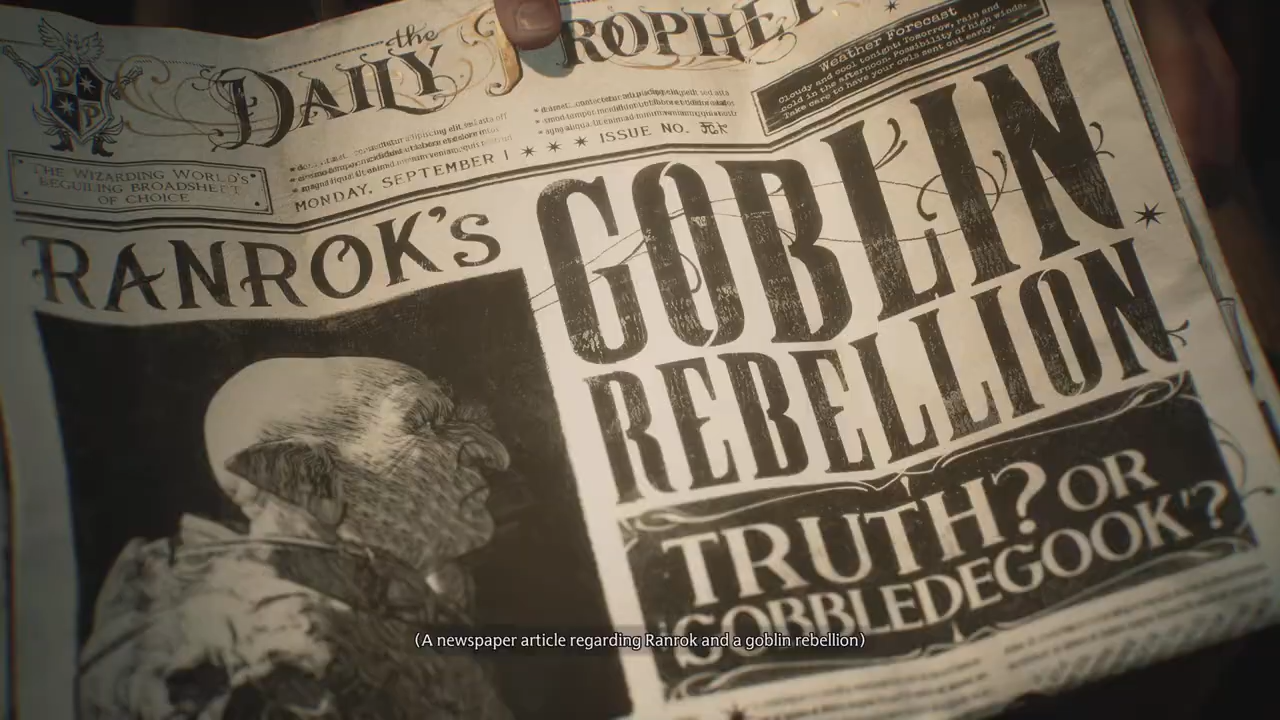 the
DAILY PROPHET
THE WIZARDING WORLD'S
BEGUILING BROADSHEET
OF CHOICE
MONDAY, SEPTEMBER 1 ISSUE NO.
Weather Forecast
Cloudy and cool tonight; Tomorrow, rain and
cold in the afternoon. Possibility of high winds.
Take care to have your owls sent out early.
RANROK'S
GOBLIN
REBELLION
TRUTH? OR
'GOBBLEDEGOOK'?
(A newspaper article regarding Ranrok and a goblin rebellion)